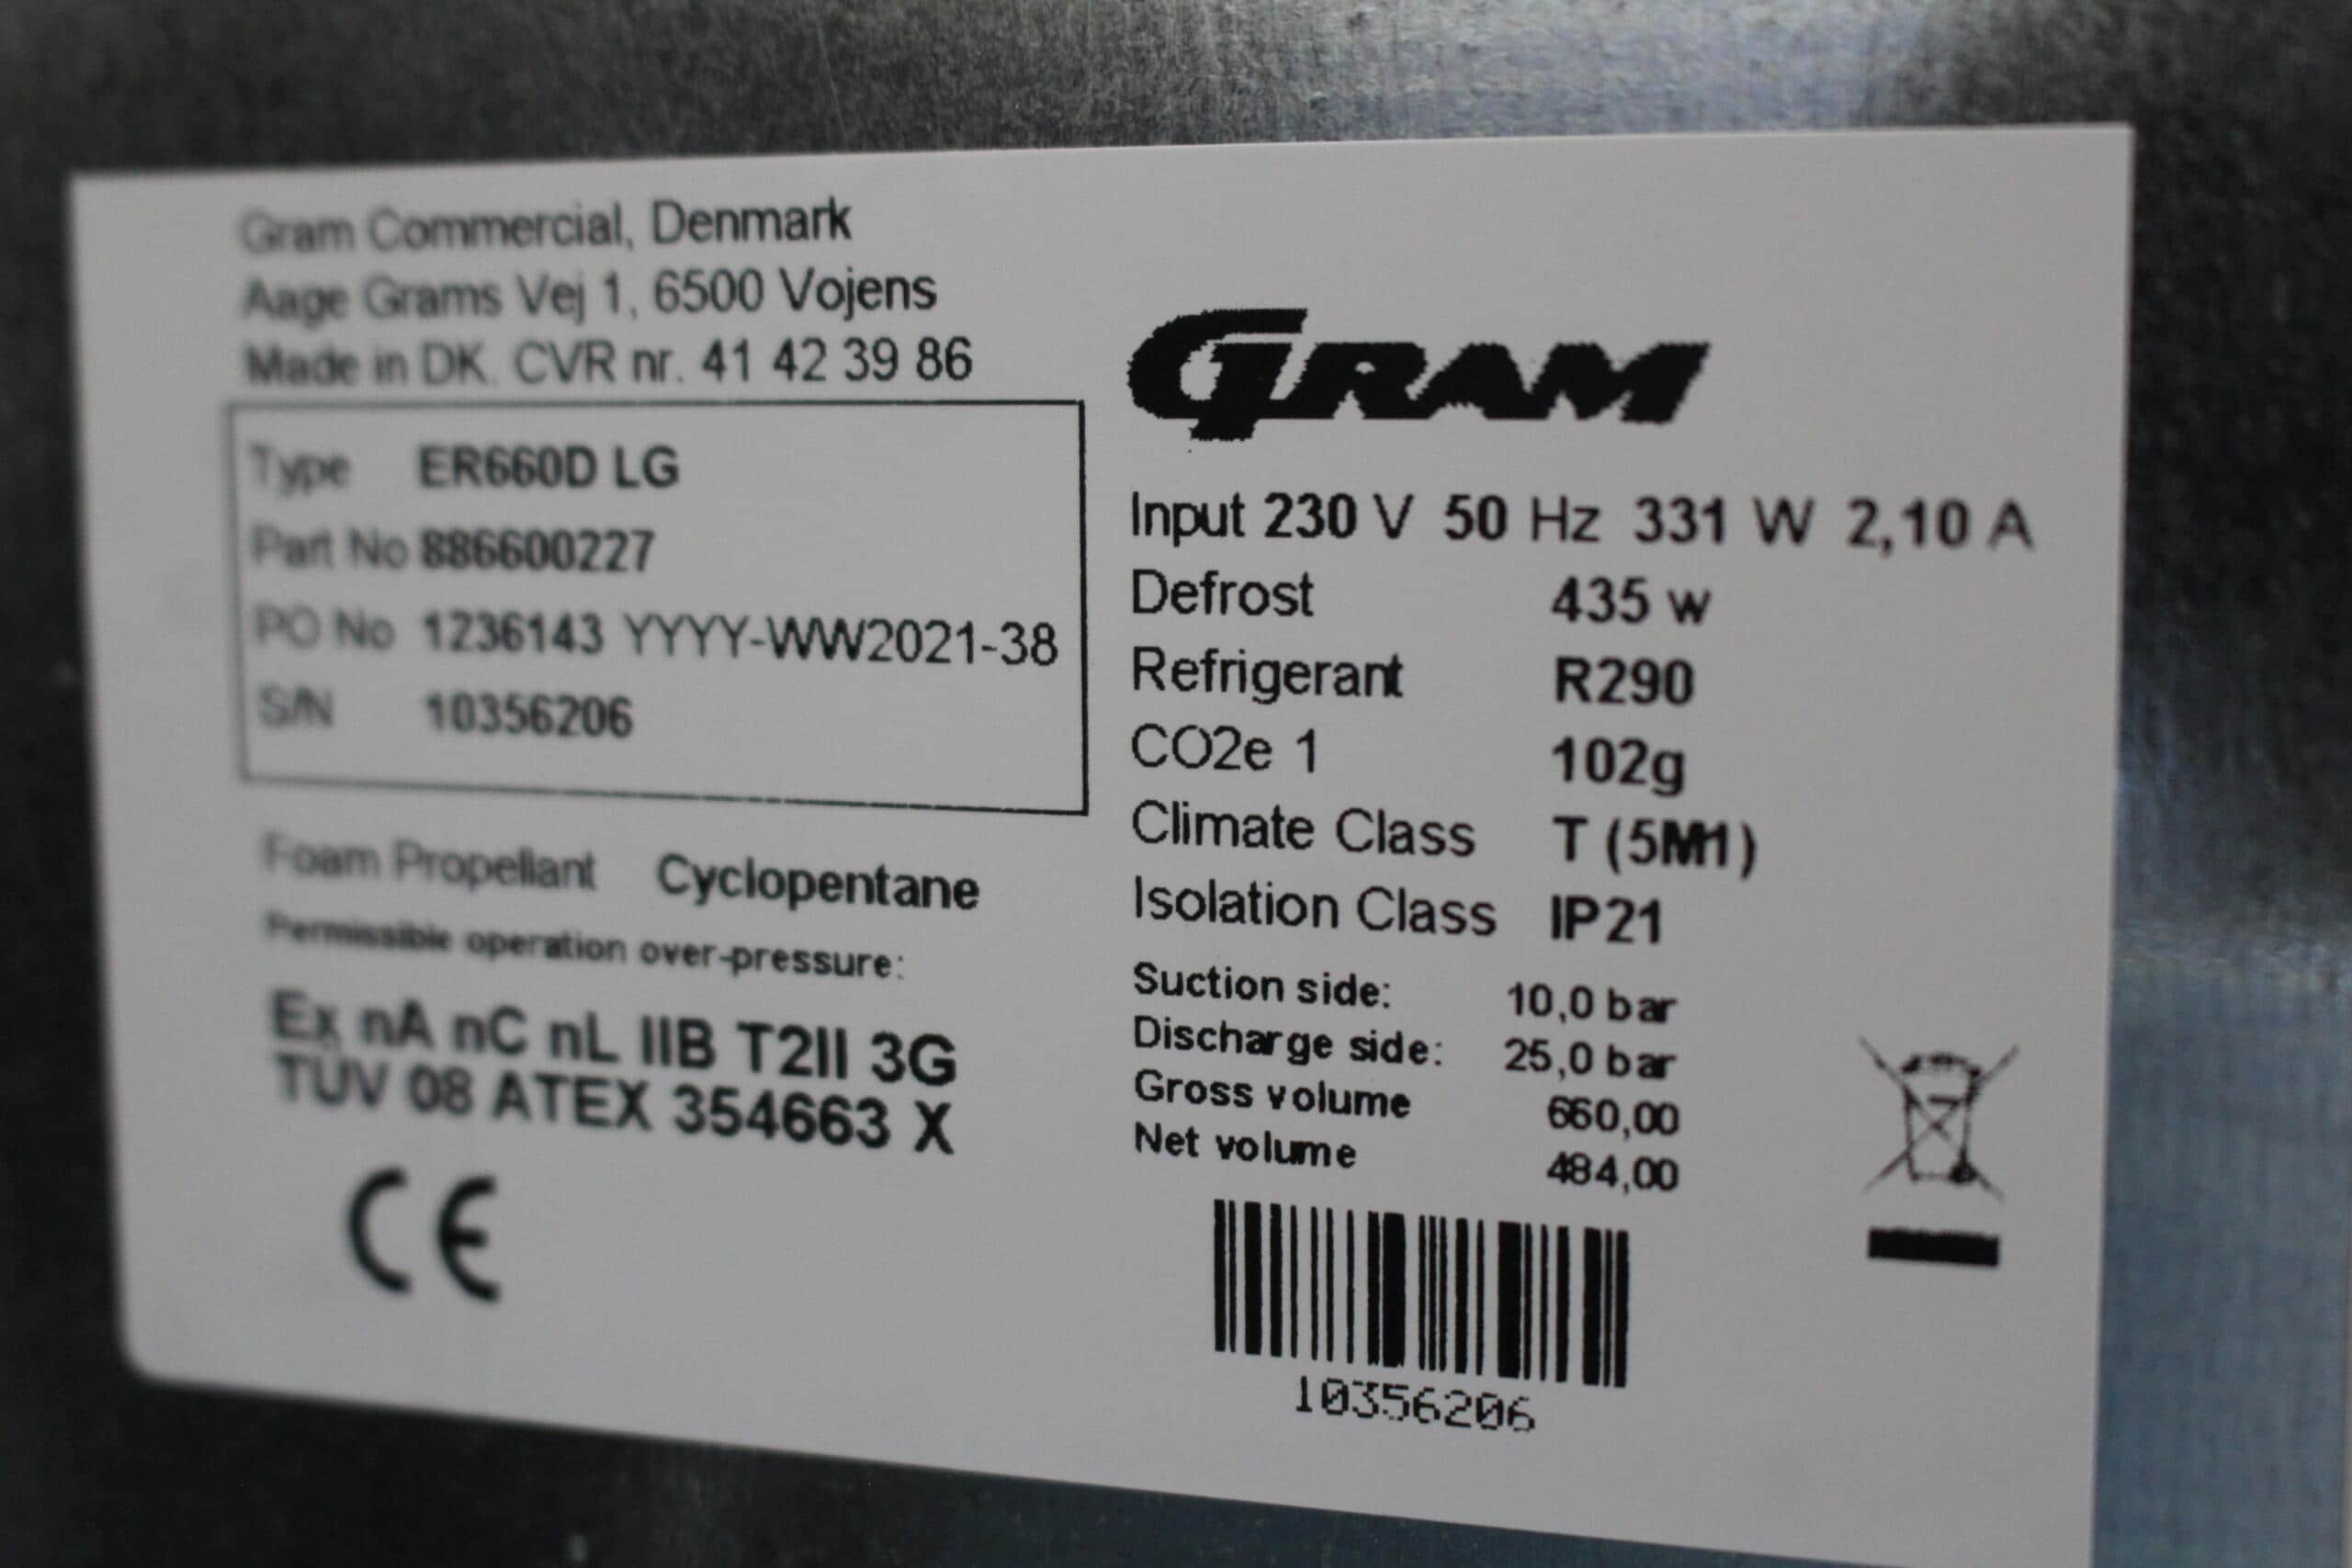 Gram Commercial, Denmark
Aage Grams Vej 1, 6500 Vojens
Made in DK. CVR nr. 41 42 39 86
Type ER660D LG
Part No 886600227
PO No 1236143 YYYY-WW2021-38
S/N 10356206
Foam Propellant Cyclopentane
Permissible operation over-pressure:
Ex nA nC nL IIB T2II 3G
TÜV 08 ATEX 354663 X
CE
GRAM
Input 230 V 50 Hz 331 W 2,10 A
Defrost 435 w
Refrigerant R290
CO2e 1 102g
Climate Class T (5M1)
Isolation Class IP21
Suction side: 10,0 bar
Discharge side: 25,0 bar
Gross volume 660,00
Net volume 484,00
10356206